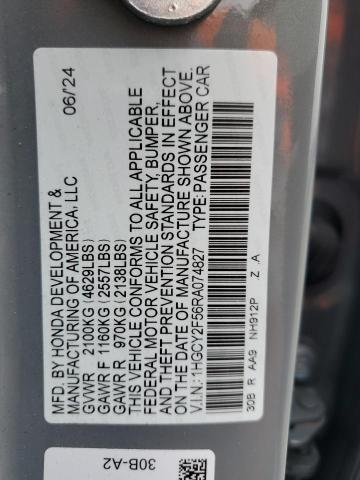 MFD. BY HONDA DEVELOPMENT &
MANUFACTURING OF AMERICA, LLC 06/'24
GVWR 2100KG (4629LBS)
GAWR F 1160KG (2557LBS)
GAWR R 970KG (2138LBS)
THIS VEHICLE CONFORMS TO ALL APPLICABLE
FEDERAL MOTOR VEHICLE SAFETY, BUMPER,
AND THEFT PREVENTION STANDARDS IN EFFECT
ON THE DATE OF MANUFACTURE SHOWN ABOVE.
V.I.N.: 1HGCY2F56RA074827 TYPE: PASSENGER CAR
30B R AA9 NH912P Z A
30B-A2